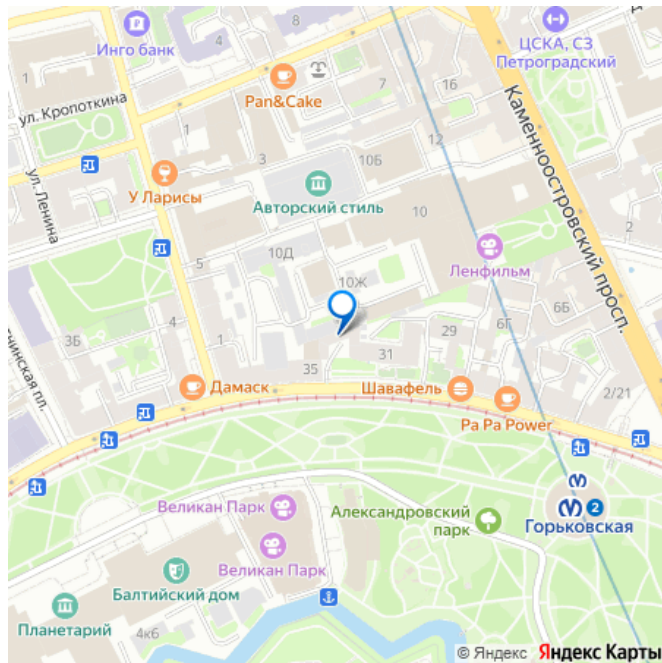 Инго банк
1
ЦСКА, СЗ
Петроградский
7
16
ул. Кропоткина
Pan&Cake
Каменноостровский просп.
1
3
10Б
12
У Ларисы
ул. Ленина
Авторский стиль
10
2
5
10Д
10Ж
Ленфильм
3Б
4
1
29
6Г
6Б
35
31
2/21
Дамаск
Шавафель
Pa Pa Power
Великан Парк
Александровский
парк
2
Горьковская
Великан Парк
Балтийский дом
Планетарий
4к6
© Яндекс Яндекс Карты